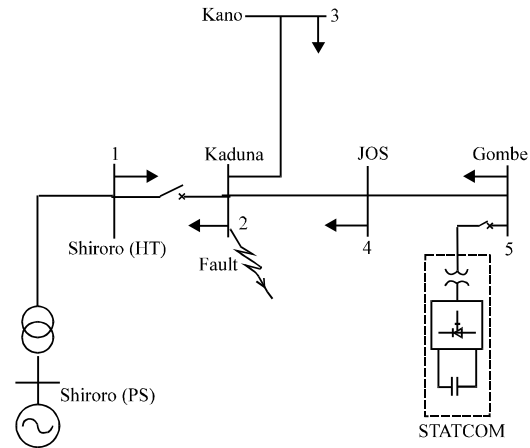 Kano
3
1
Kaduna
JOS
Gombe
Shiroro (HT)
2
4
5
Fault
Shiroro (PS)
STATCOM